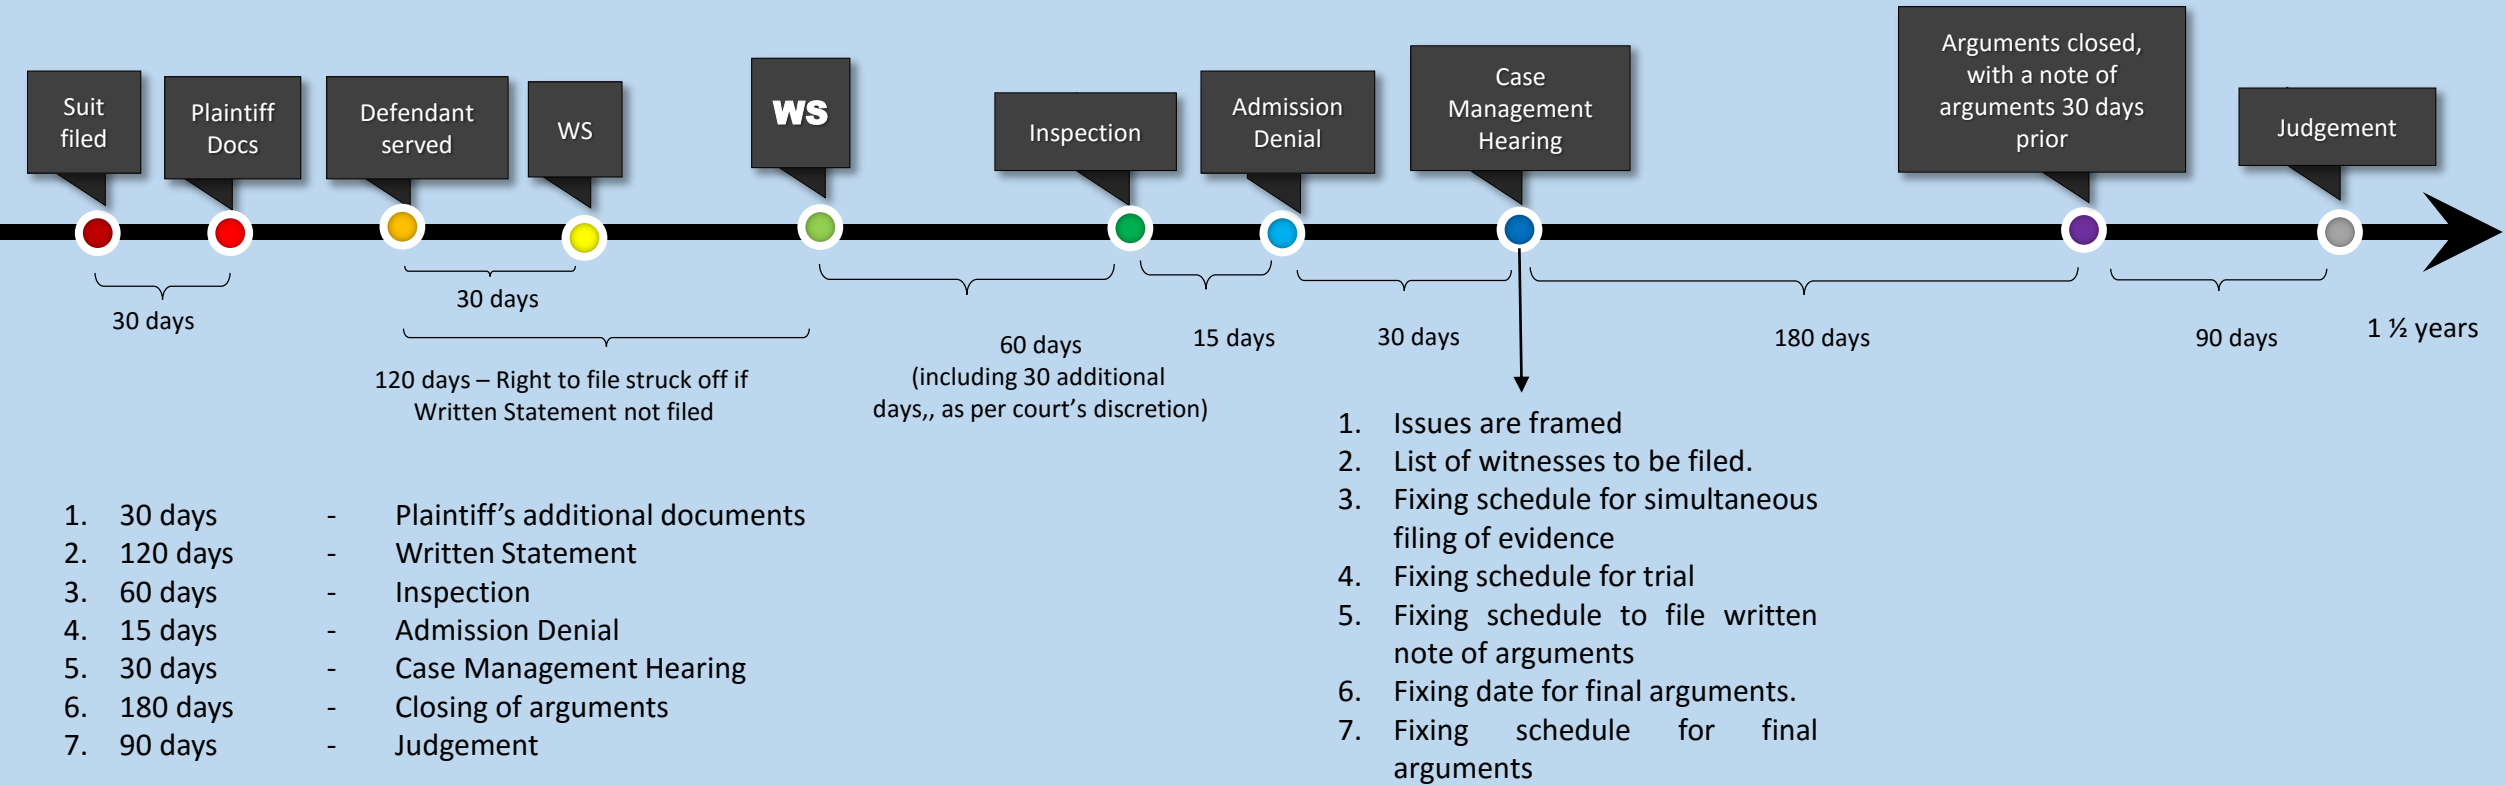 Suit
filed
Plaintiff
Docs
Defendant
served
WS
WS
Inspection
Admission
Denial
Case
Management
Hearing
Arguments closed,
with a note of
arguments 30 days
prior
Judgement
30 days
30 days
120 days – Right to file struck off if
Written Statement not filed
60 days
(including 30 additional
days,, as per court’s discretion)
15 days
30 days
180 days
90 days
1 ½ years
1. 30 days - Plaintiff’s additional documents
2. 120 days - Written Statement
3. 60 days - Inspection
4. 15 days - Admission Denial
5. 30 days - Case Management Hearing
6. 180 days - Closing of arguments
7. 90 days - Judgement
1. Issues are framed
2. List of witnesses to be filed.
3. Fixing schedule for simultaneous
filing of evidence
4. Fixing schedule for trial
5. Fixing schedule to file written
note of arguments
6. Fixing date for final arguments.
7. Fixing schedule for final
arguments